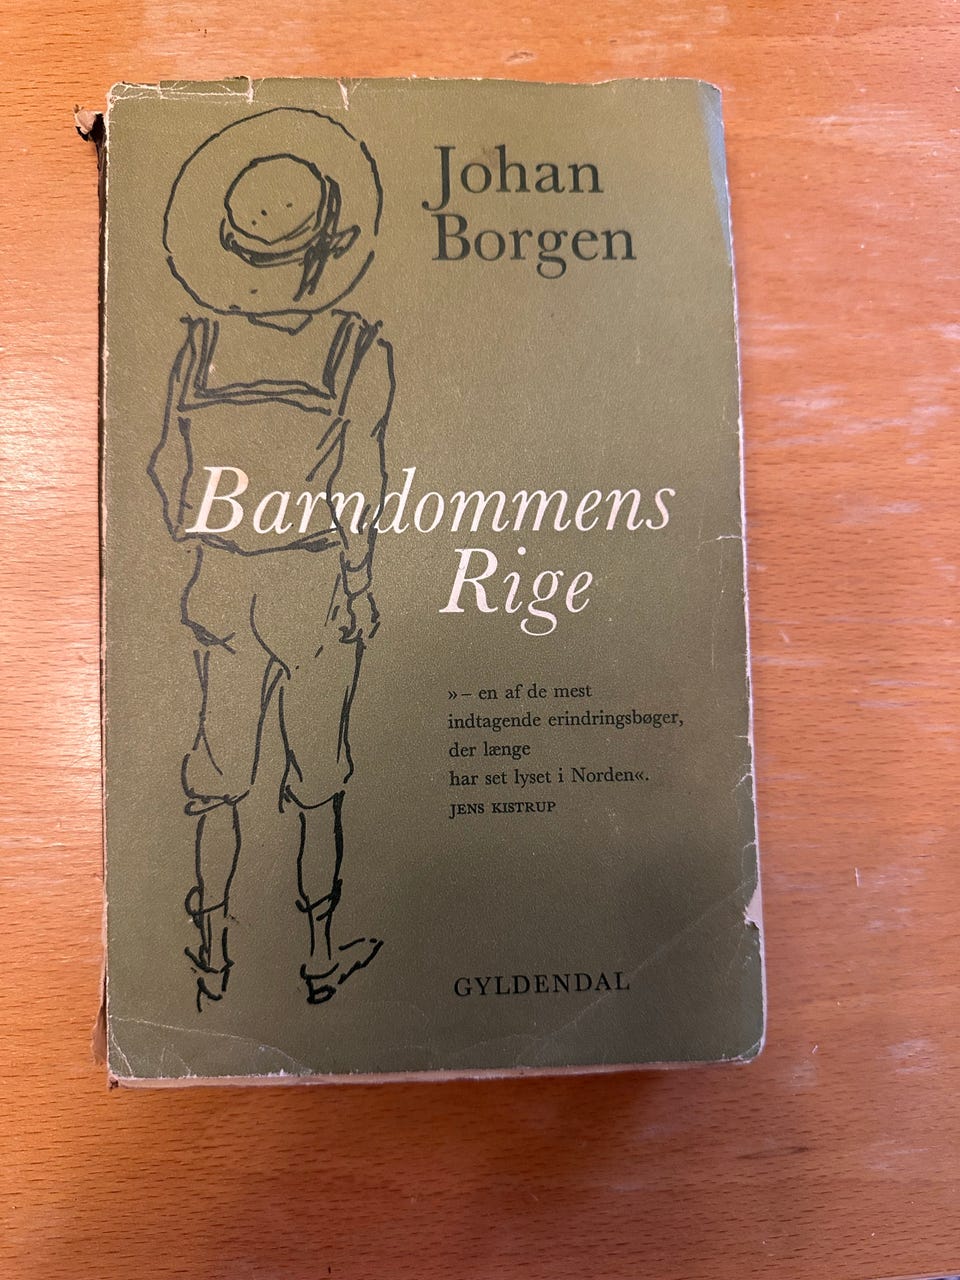 Johan
Borgen
Barndommens
Rige
»– en af de mest
indtagende erindringsbøger,
der længe
har set lyset i Norden«.
JENS KISTRUP
GYLDENDAL